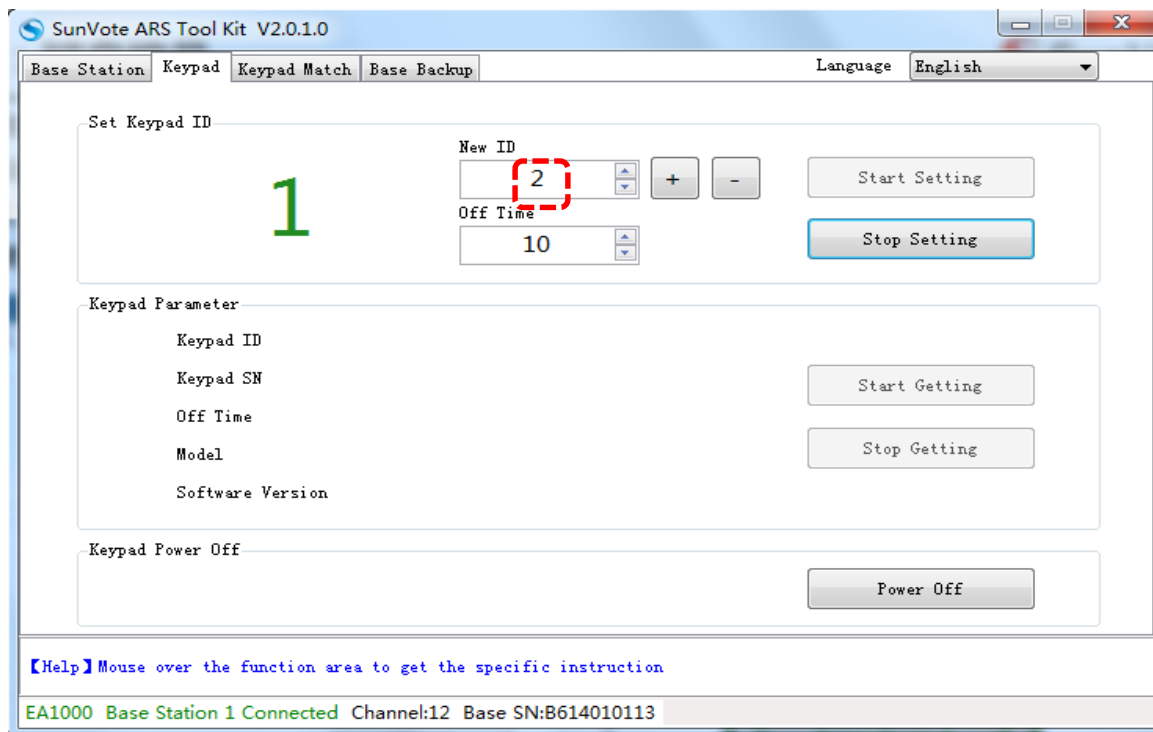 SunVote ARS Tool Kit V2.0.1.0
Base Station Keypad Keypad Match Base Backup Language English
Set Keypad ID
New ID
1 2 + - Start Setting
Off Time
10 Stop Setting
Keypad Parameter
Keypad ID
Keypad SN Start Getting
Off Time
Model Stop Getting
Software Version
Keypad Power Off
Power Off
【Help】Mouse over the function area to get the specific instruction
EA1000 Base Station 1 Connected Channel:12 Base SN:B614010113